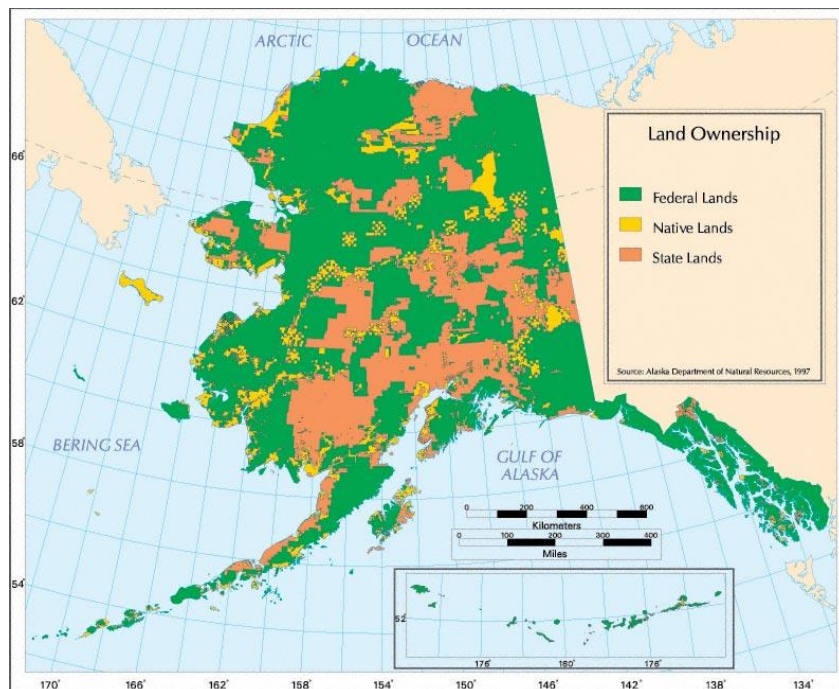 ARCTIC OCEAN
Land Ownership
Federal Lands
Native Lands
State Lands
Source: Alaska Department of Natural Resources, 1997
66°
62°
58°
54°
BERING SEA
GULF OF
ALASKA
0 200 400 600
Kilometers
0 100 200 300 400
Miles
52
176° 180° 176°
170° 166° 162° 158° 154° 150° 146° 142° 138° 134°